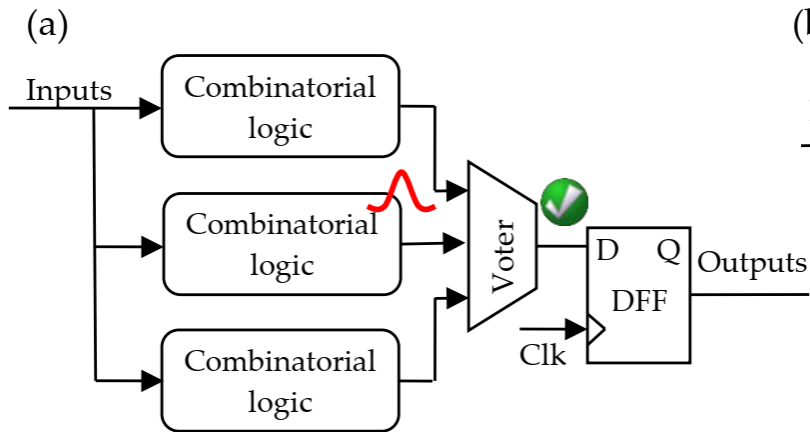 (a)
(b
Inputs
Combinatorial
logic
Combinatorial
logic
Combinatorial
logic
Voter
D Q
DFF
Clk
Outputs